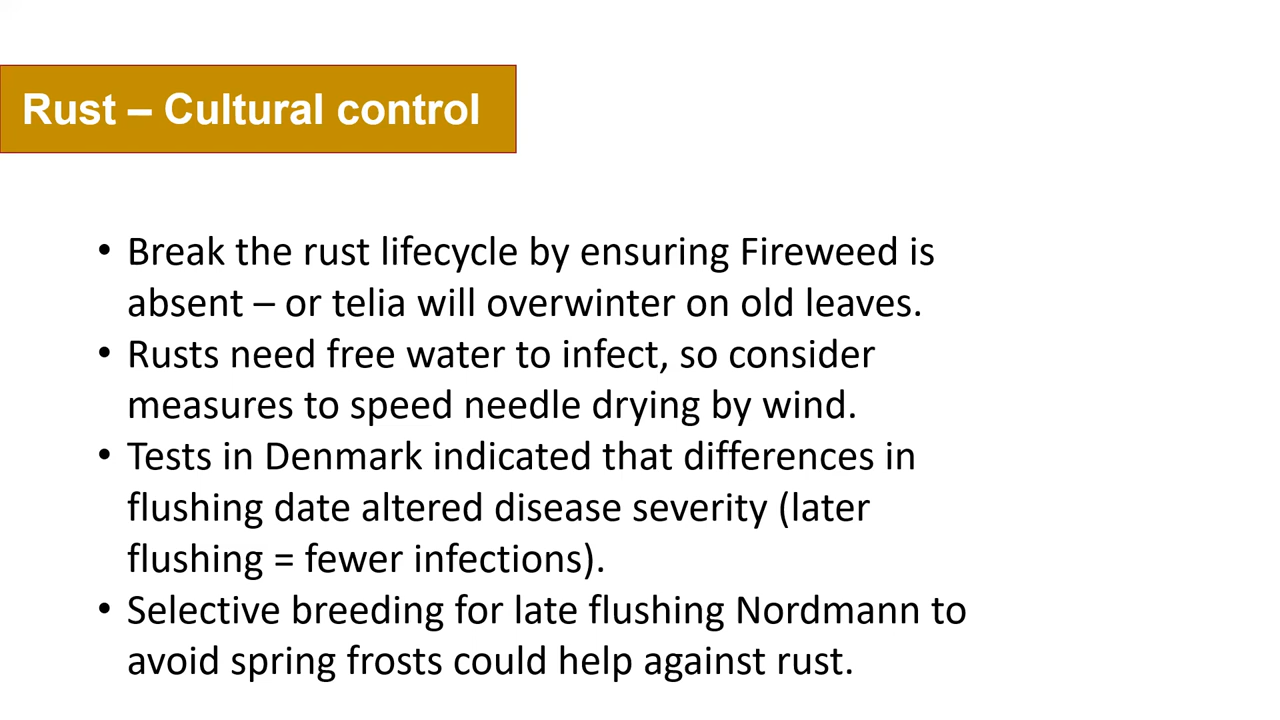 Rust – Cultural control
• Break the rust lifecycle by ensuring Fireweed is
absent – or telia will overwinter on old leaves.
• Rusts need free water to infect, so consider
measures to speed needle drying by wind.
• Tests in Denmark indicated that differences in
flushing date altered disease severity (later
flushing = fewer infections).
• Selective breeding for late flushing Nordmann to
avoid spring frosts could help against rust.